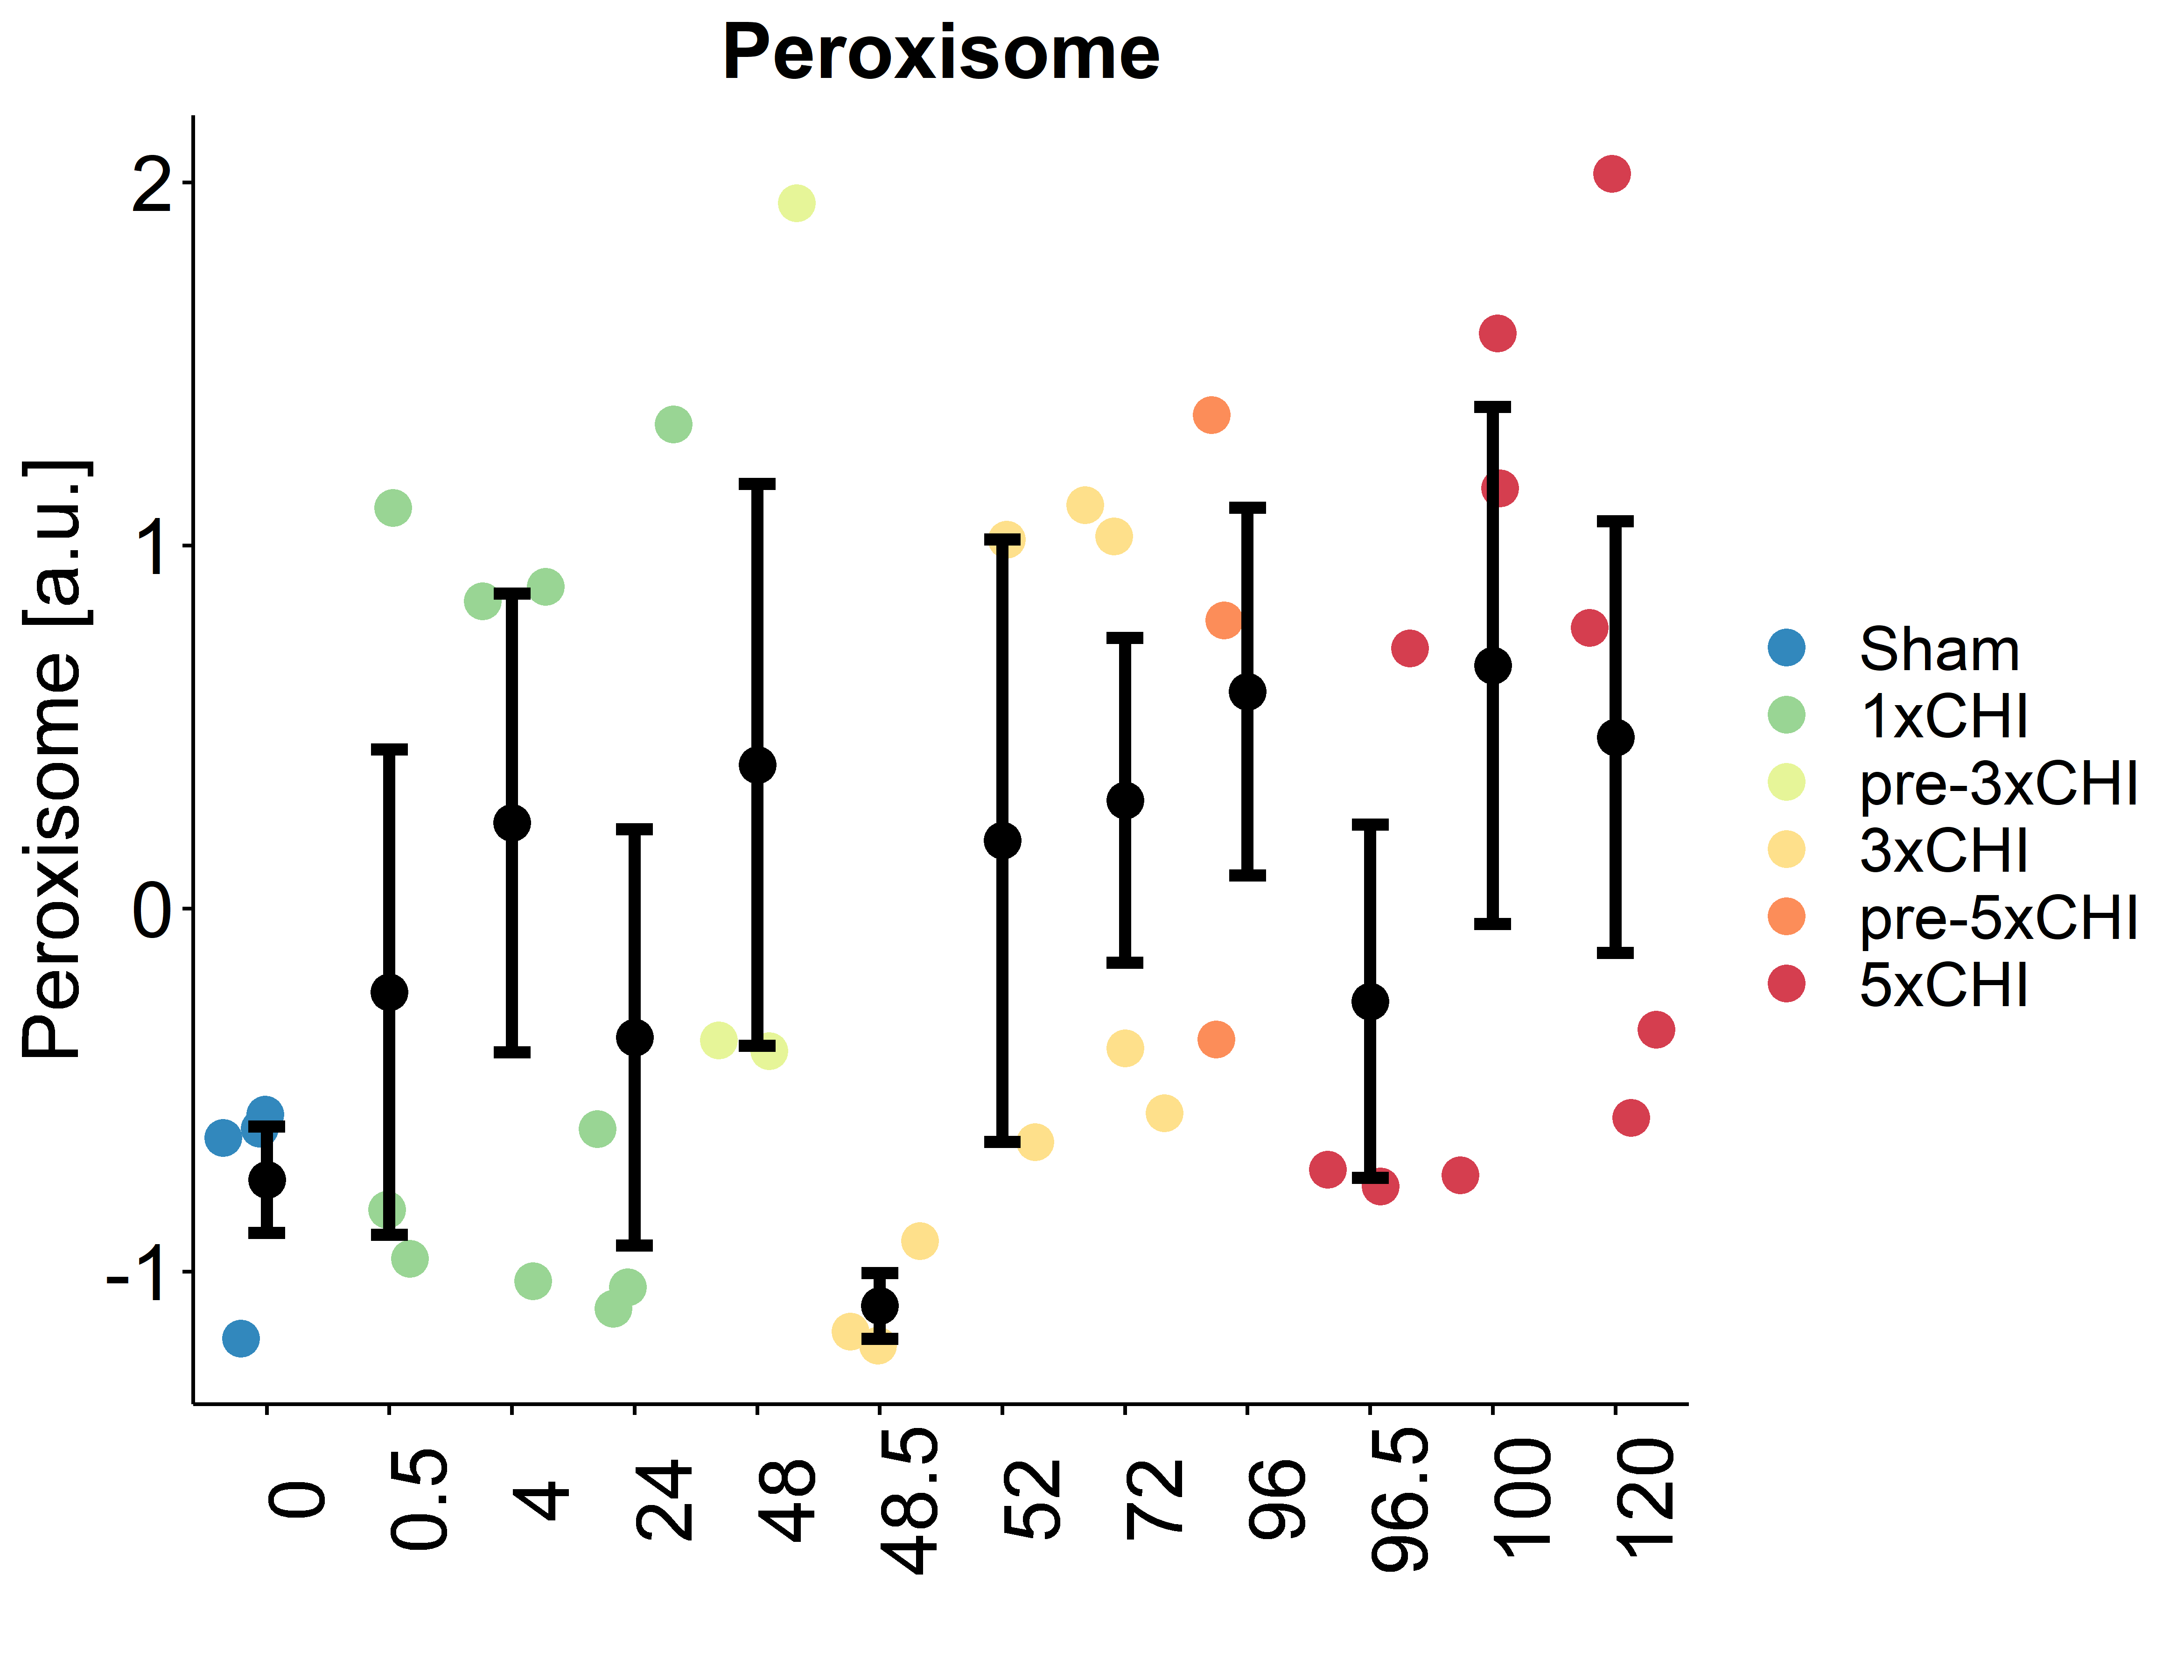 Peroxisome
Peroxisome [a.u.]
2
1
0
-1
0
0.5
4
24
48
48.5
52
72
96
96.5
100
120
Sham
1xCHI
pre-3xCHI
3xCHI
pre-5xCHI
5xCHI